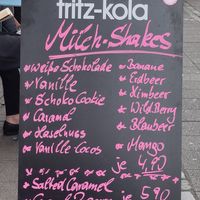 fritz-kola
Milch-Shakes
* Weiße Schokolade
* Vanille
* Schoko Cookie
* Caramel
* Haselnuss
* Vanille Cocos
* Banane
* Erdbeer
* Himbeer
* Wild Berry
* Blaubeer
* Mango
je 4,90
* Salted Caramel
je 5,90